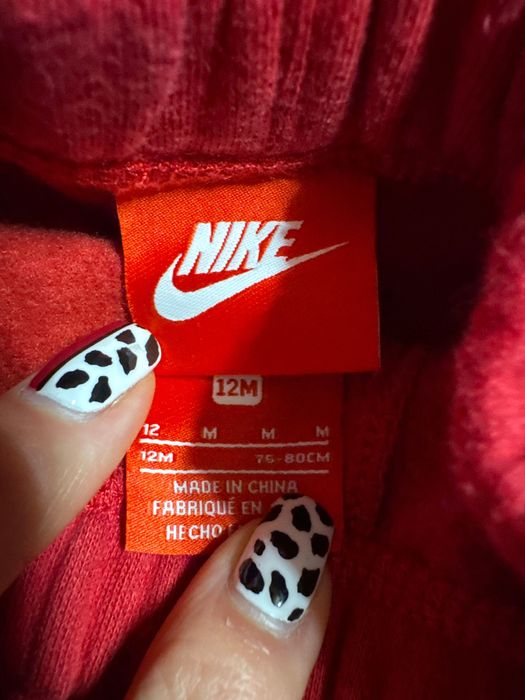 NIKE
12M
12 M M M
12M 75-80CM
MADE IN CHINA
FABRIQUÉ EN
HECHO